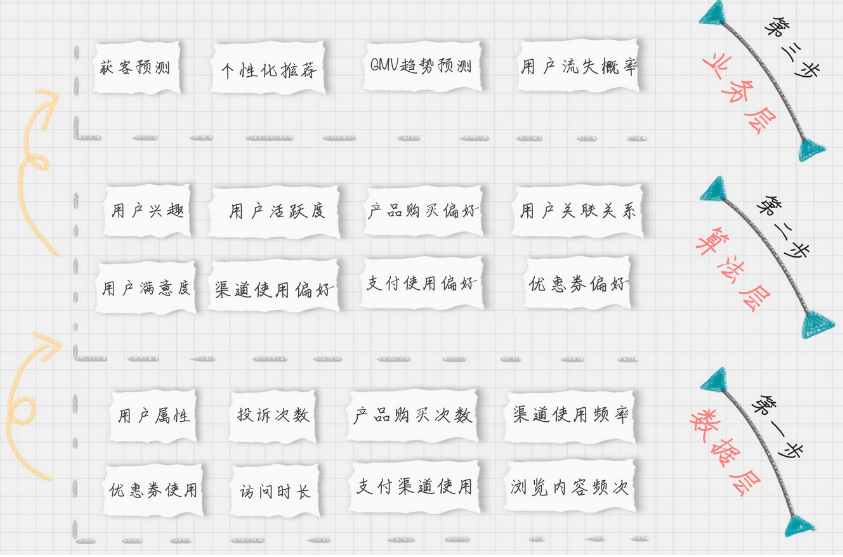 获客预测 个性化推荐 GMV趋势预测 用户流失概率
第三步
业务层
用户兴趣 用户活跃度 产品购买偏好 用户关联关系
用户满意度 渠道使用偏好 支付使用偏好 优惠券偏好
第二步
算法层
用户属性 投诉次数 产品购买次数 渠道使用频率
优惠券使用 访问时长 支付渠道使用 浏览内容频次
第一步
数据层